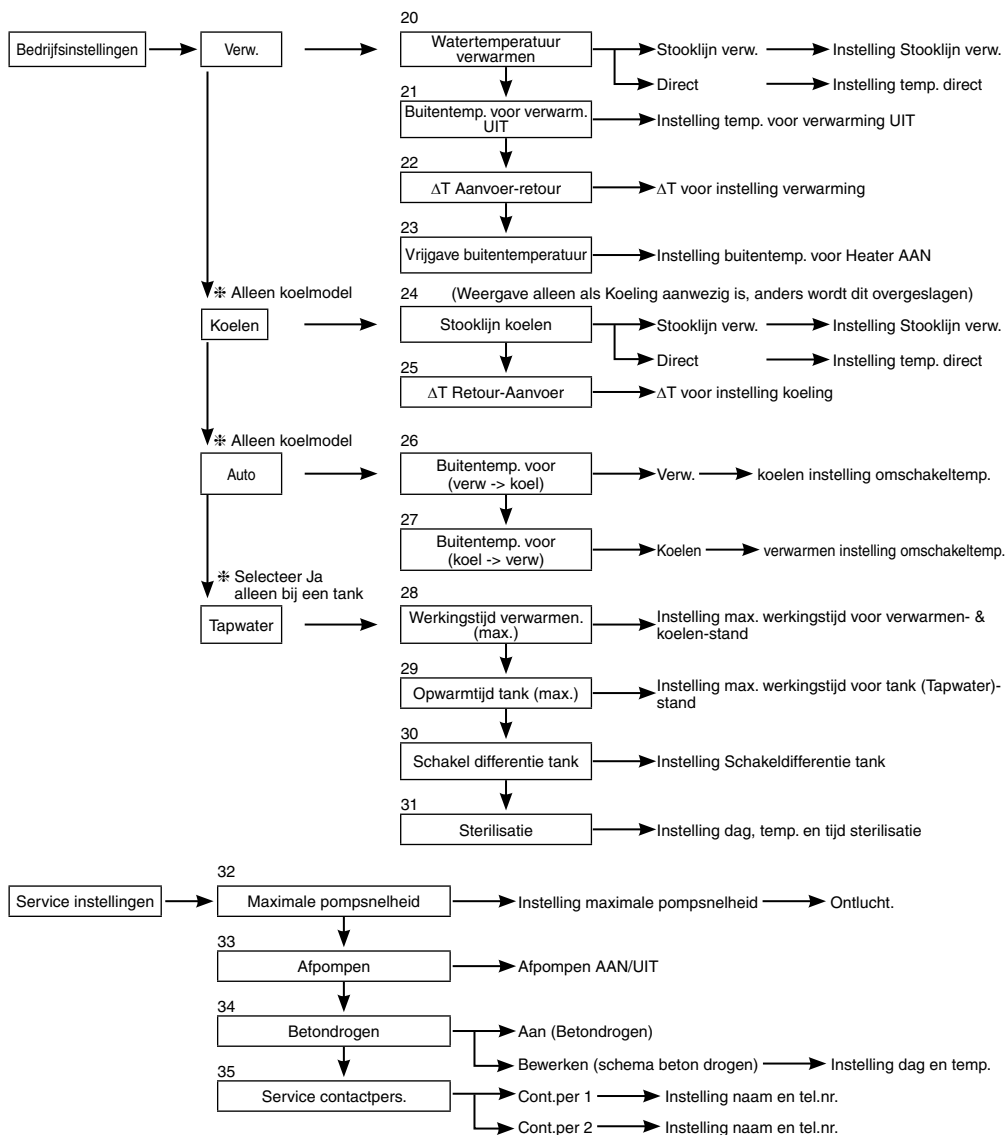 20
Bedrijfsinstellingen
Verw.
Watertemperatuur
verwarmen
Stooklijn verw.
Instelling Stooklijn verw.
Direct
Instelling temp. direct
21
Buitentemp. voor verwarm.
UIT
Instelling temp. voor verwarming UIT
22
ΔT Aanvoer-retour
ΔT voor instelling verwarming
23
Vrijgave buitentemperatuur
Instelling buitentemp. voor Heater AAN
❈ Alleen koelmodel
24
(Weergave alleen als Koeling aanwezig is, anders wordt dit overgeslagen)
Koelen
Stooklijn koelen
Stooklijn verw.
Instelling Stooklijn verw.
Direct
Instelling temp. direct
25
ΔT Retour-Aanvoer
ΔT voor instelling koeling
❈ Alleen koelmodel
26
Auto
Buitentemp. voor
(verw -> koel)
Verw.
koelen instelling omschakeltemp.
27
Buitentemp. voor
(koel -> verw)
Koelen
verwarmen instelling omschakeltemp.
❈ Selecteer Ja
alleen bij een tank
28
Tapwater
Werkingstijd verwarmen.
(max.)
Instelling max. werkingstijd voor verwarmen- &
koelen-stand
29
Opwarmtijd tank (max.)
Instelling max. werkingstijd voor tank (Tapwater)-
stand
30
Schakel differentie tank
Instelling Schakeldifferentie tank
31
Sterilisatie
Instelling dag, temp. en tijd sterilisatie
32
Service instellingen
Maximale pompsnelheid
Instelling maximale pompsnelheid
Ontlucht.
33
Afpompen
Afpompen AAN/UIT
34
Betondrogen
Aan (Betondrogen)
Bewerken (schema beton drogen)
Instelling dag en temp.
35
Service contactpers.
Cont.per 1
Instelling naam en tel.nr.
Cont.per 2
Instelling naam en tel.nr.